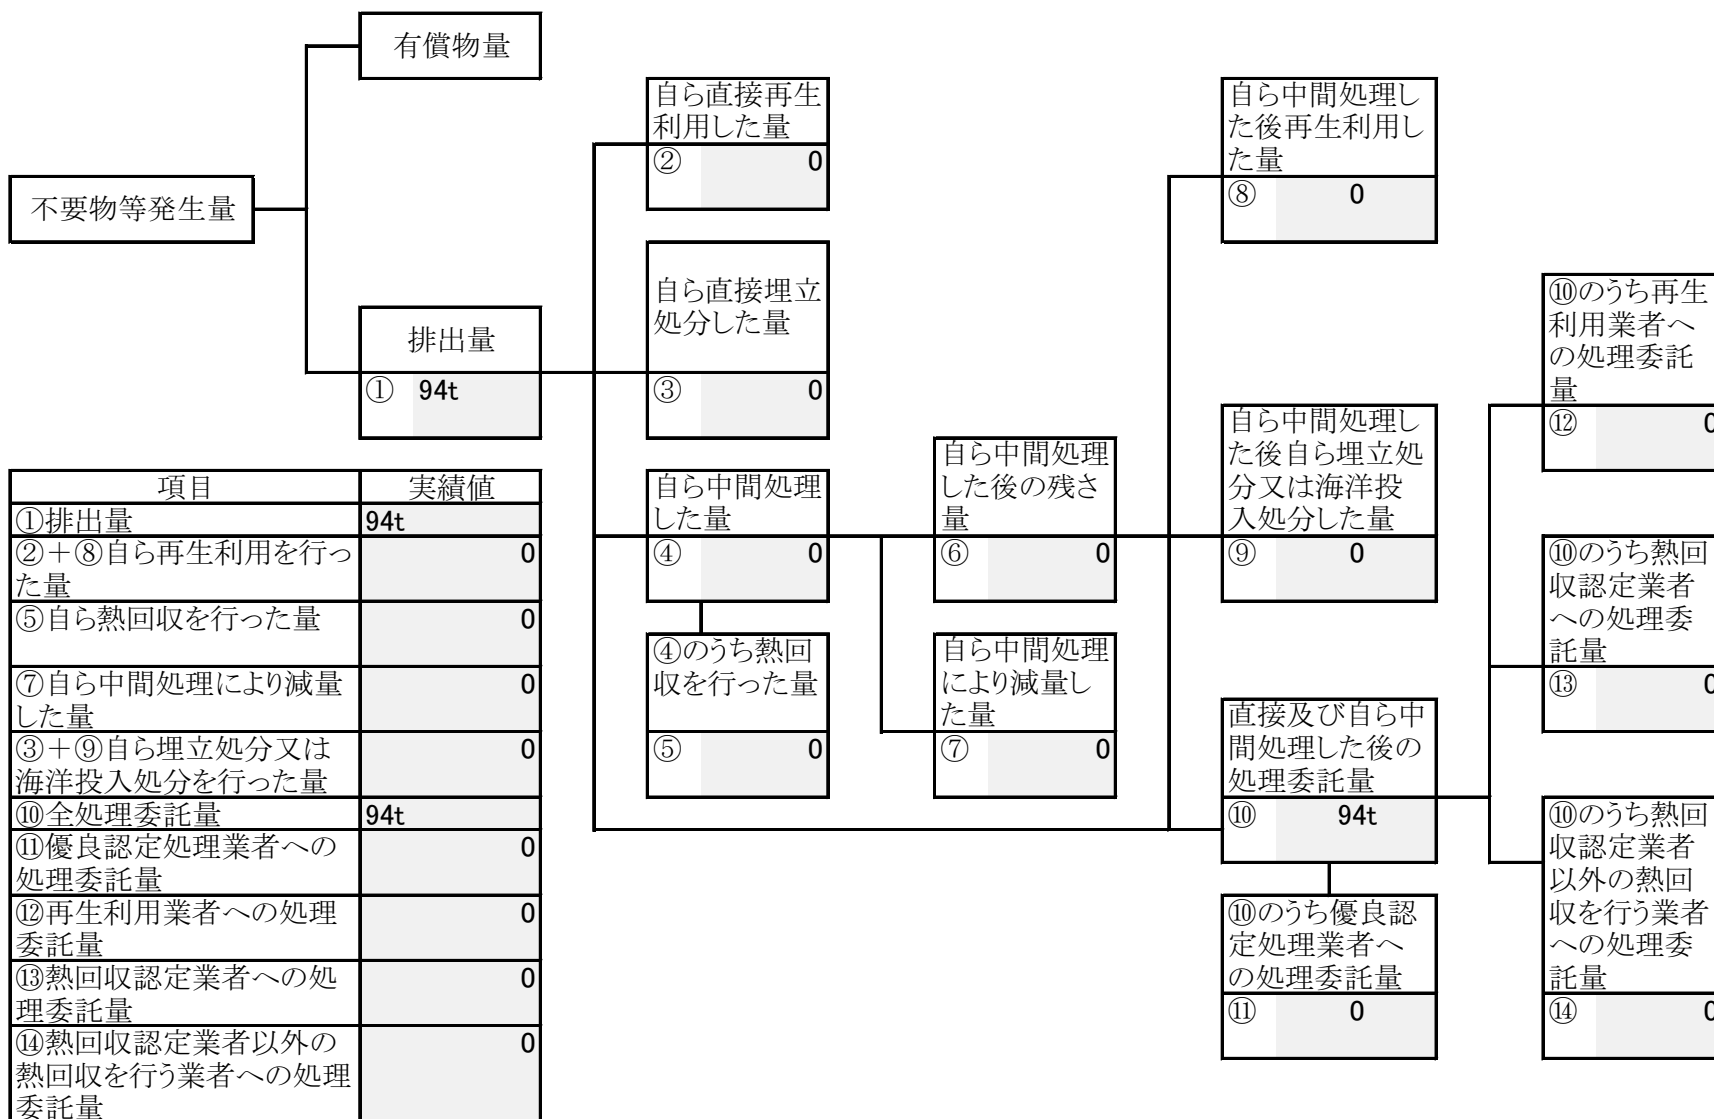 有償物量
不要物等発生量
排出量
① 94t
自ら直接再生
利用した量
② 0
自ら直接埋立
処分した量
③ 0
自ら中間処理
した量
④ 0
④のうち熱回
収を行った量
⑤ 0
自ら中間処理
した後の残さ
量
⑥ 0
自ら中間処理
により減量し
た量
⑦ 0
自ら中間処理し
た後再生利用し
た量
⑧ 0
自ら中間処理し
た後自ら埋立処
分又は海洋投
入処分した量
⑨ 0
直接及び自ら中
間処理した後の
処理委託量
⑩ 94t
⑩のうち優良認
定処理業者へ
の処理委託量
⑪ 0
⑩のうち再生
利用業者へ
の処理委託
量
⑫ 0
⑩のうち熱回
収認定業者
への処理委
託量
⑬ 0
⑩のうち熱回
収認定業者
以外の熱回
収を行う業者
への処理委
託量
⑭ 0
項目 実績値
①排出量 94t
②＋⑧自ら再生利用を行っ 0
た量
⑤自ら熱回収を行った量 0
⑦自ら中間処理により減量 0
した量
③＋⑨自ら埋立処分又は 0
海洋投入処分を行った量
⑩全処理委託量 94t
⑪優良認定処理業者への 0
処理委託量
⑫再生利用業者への処理 0
委託量
⑬熱回収認定業者への処 0
理委託量
⑭熱回収認定業者以外の 0
熱回収を行う業者への処理
委託量